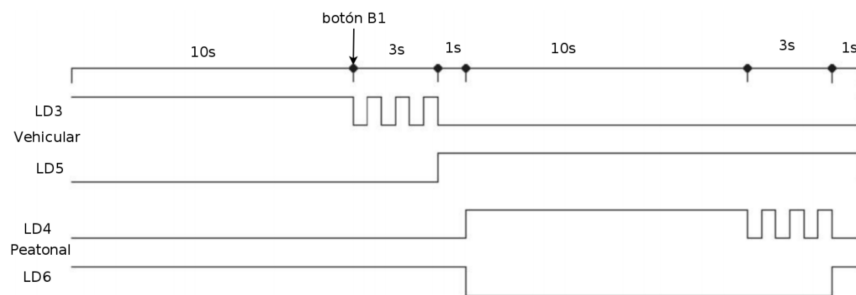 botón B1
10s
3s
1s
10s
3s
1s
LD3
Vehicular
LD5
LD4
Peatonal
LD6